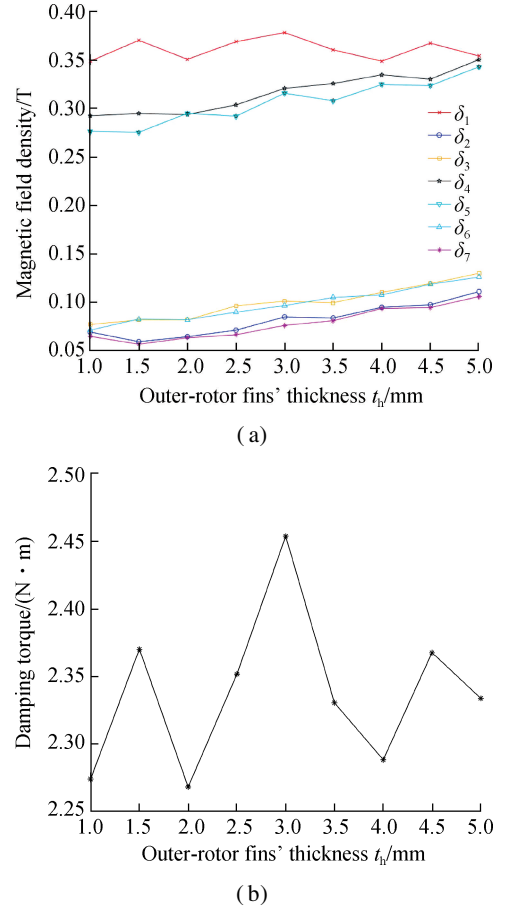 0.40
0.35
0.30
0.25
0.20
0.15
0.10
0.05
Magnetic field density/T
δ1
δ2
δ3
δ4
δ5
δ6
δ7
1.0 1.5 2.0 2.5 3.0 3.5 4.0 4.5 5.0
Outer-rotor fins' thickness th/mm
(a)
2.50
2.45
2.40
2.35
2.30
2.25
Damping torque/(N・m)
1.0 1.5 2.0 2.5 3.0 3.5 4.0 4.5 5.0
Outer-rotor fins' thickness th/mm
(b)